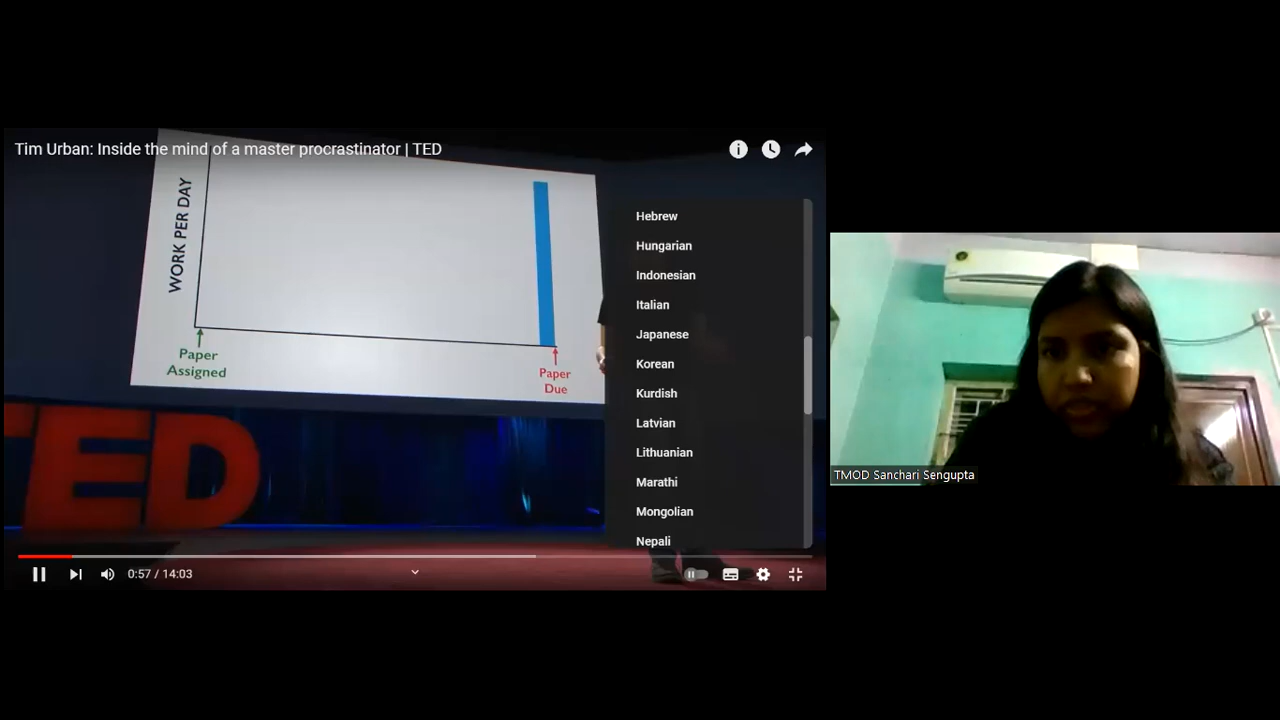 Tim Urban: Inside the mind of a master procrastinator | TED
WORK PER DAY
Paper
Assigned
Paper
Due
TED
Hebrew
Hungarian
Indonesian
Italian
Japanese
Korean
Kurdish
Latvian
Lithuanian
Marathi
Mongolian
Nepali
0:57 / 14:03
TMOD Sanchari Sengupta